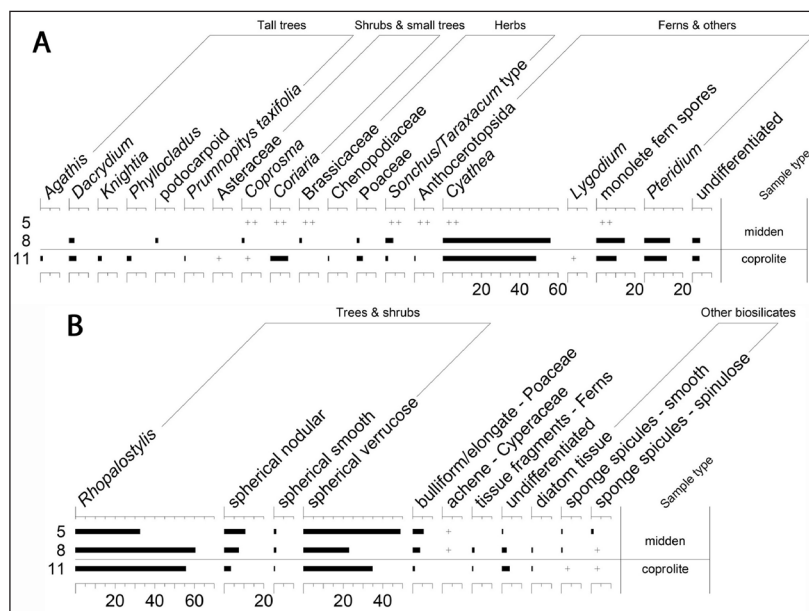 A
Tall trees
Shrubs & small trees
Herbs
Ferns & others
Agathis
Dacrydium
Knightia
Phyllocladus
podocarpoid
Prumnopitys taxifolia
Asteraceae
Coprosma
Coriaria
Brassicaceae
Chenopodiaceae
Poaceae
Sonchus/Taraxacum type
Anthocerotopsida
Cyathea
Lygodium
monolete fern spores
Pteridium
undifferentiated
Sample type
5 ++ ++ ++ ++ ++ ++ ++
midden
8
11 + + +
coprolite
20 40 60 20 20
B
Trees & shrubs
Other biosilicates
Rhopalostylis
spherical nodular
spherical smooth
spherical verrucose
bulliform/elongate - Poaceae
achene - Cyperaceae
tissue fragments - Ferns
undifferentiated
diatom tissue
sponge spicules - smooth
sponge spicules - spinulose
Sample type
5 +
midden
8 + +
11 + +
coprolite
20 40 60 20 20 40